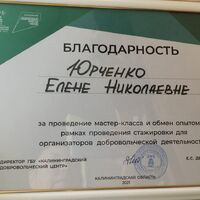 БЛАГОДАРНОСТЬ
ЮРЧЕНКО
ЕЛЕНЕ НИКОЛАЕВНЕ
за проведение мастер-класса и обмен опытом
рамках проведения стажировки для
организаторов добровольческой деятельност
ДИРЕКТОР ГБУ «КАЛИНИНГРАДСКИЙ
ДОБРОВОЛЬЧЕСКИЙ ЦЕНТР»
Е.С.
КАЛИНИНГРАДСКАЯ ОБЛАСТЬ
2021